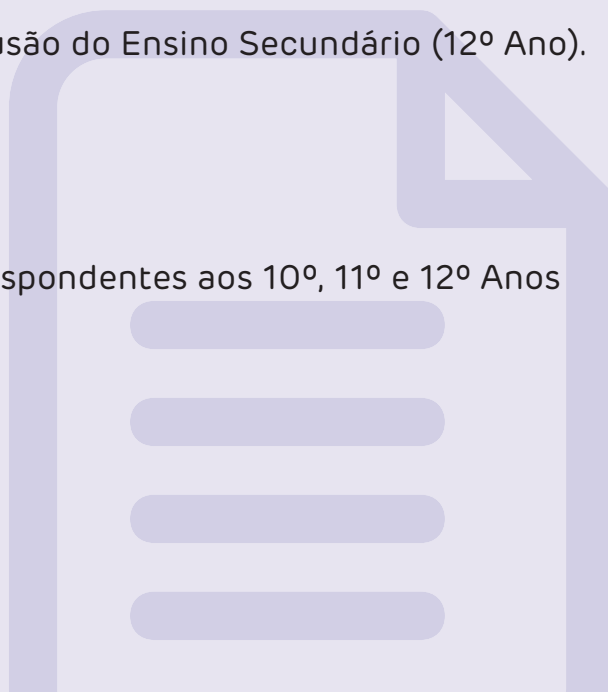 usão do Ensino Secundário (12º Ano).
spondentes aos 10º, 11º e 12º Anos